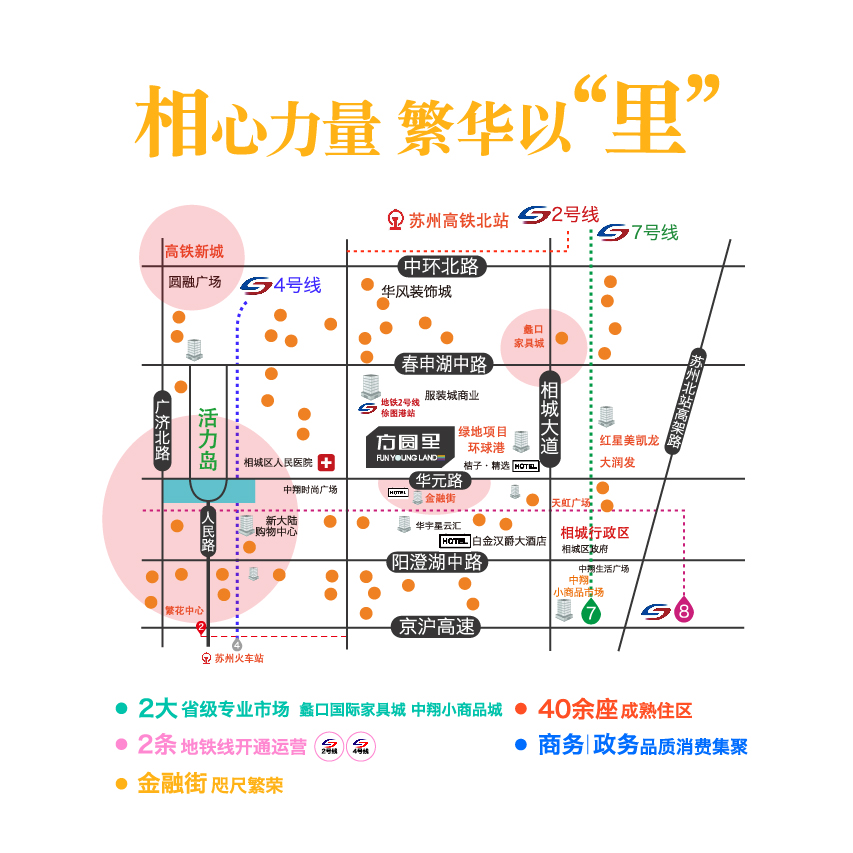 相心力量 繁华以“里”
苏州高铁北站
2号线
7号线
高铁新城
圆融广场
4号线
中环北路
华风装饰城
蠡口
家具城
春申湖中路
苏州北站高架路
广济北路
活力岛
地铁2号线
徐图港站
服装城商业
相城大道
方圆里
FUN YOUNG LAND
绿地项目
环球港
红星美凯龙
大润发
相城区人民医院
桔子·精选
HOTEL
华元路
中翔时尚广场
HOTEL
金融街
天虹广场
人民路
新大陆
购物中心
华宇星云汇
HOTEL
白金汉爵大酒店
相城行政区
相城区政府
阳澄湖中路
中翔生活广场
中翔
小商品市场
繁花中心
2
4
京沪高速
7
8
苏州火车站
2大 省级专业市场 蠡口国际家具城 中翔小商品城
40余座 成熟住区
2条 地铁线开通运营
2号线
4号线
商务|政务 品质消费集聚
金融街 咫尺繁荣